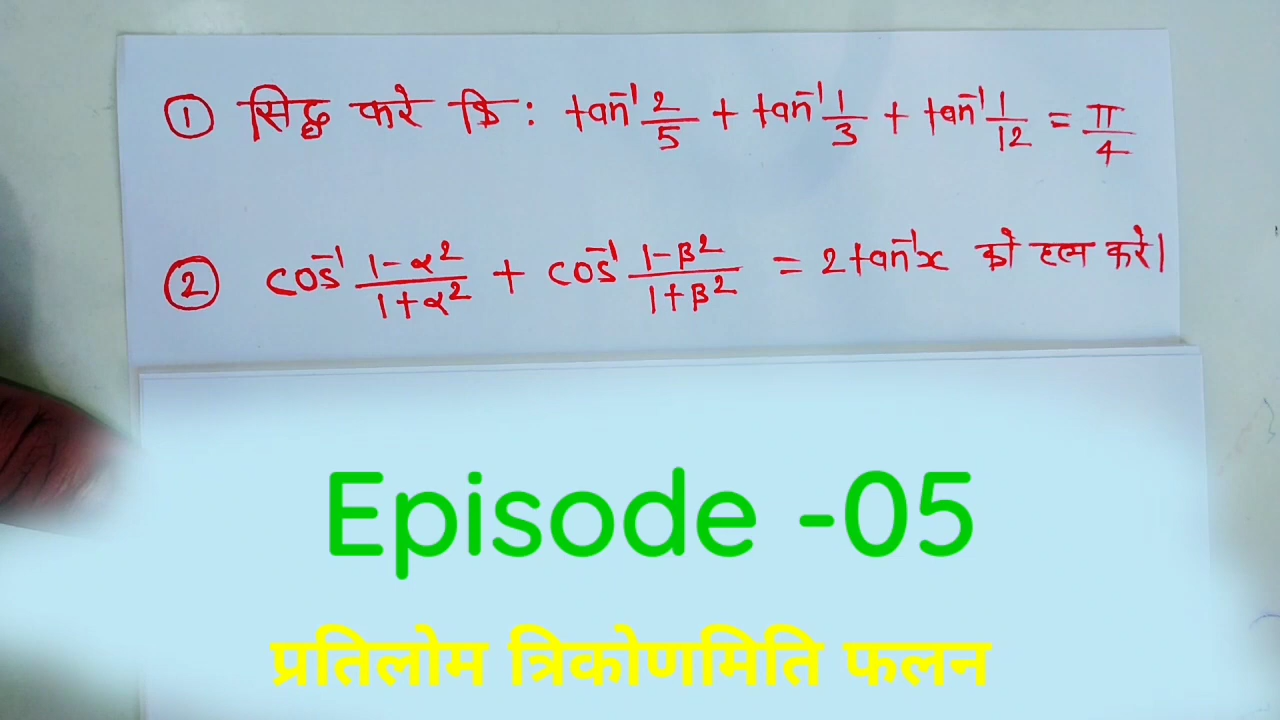 ① सिद्ध करे कि : tan⁻¹ 2/5 + tan⁻¹ 1/3 + tan⁻¹ 1/12 = π/4
② cos⁻¹ (1-α²)/(1+α²) + cos⁻¹ (1-β²)/(1+β²) = 2tan⁻¹x को हल करे।
Episode -05
प्रतिलोम त्रिकोणमिति फलन